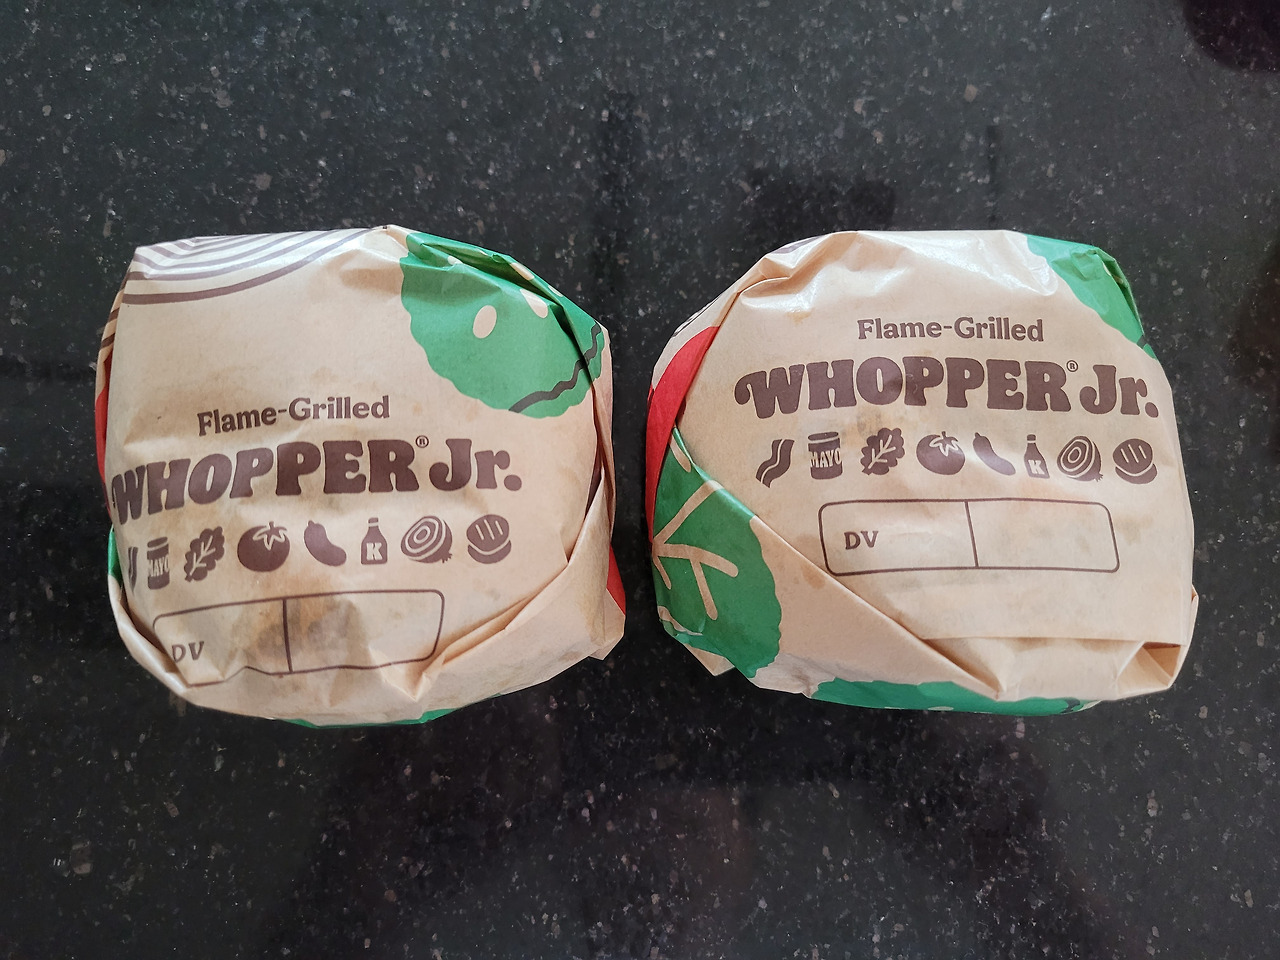 Flame-Grilled
WHOPPER® Jr.
MAYO
K
DV
Flame-Grilled
WHOPPER® Jr.
MAYO
K
DV